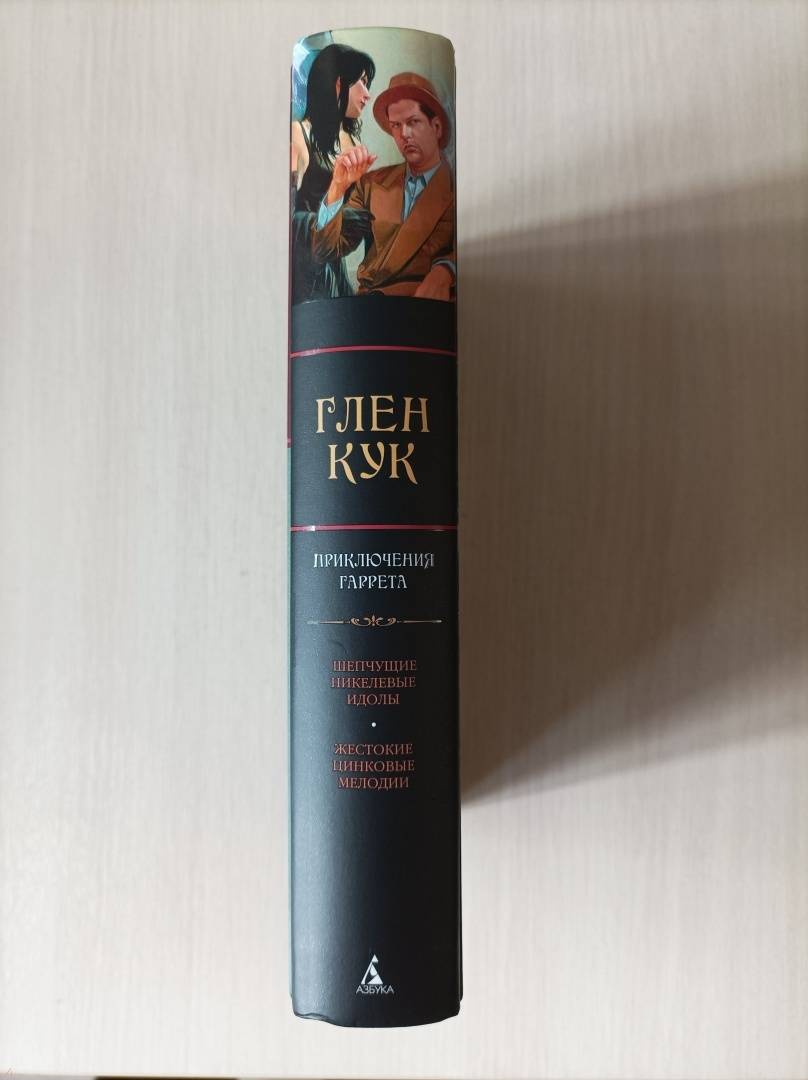 ГЛЕН
КУК
ПРИКЛЮЧЕНИЯ
ГАРРЕТА
ШЕПЧУЩИЕ
НИКЕЛЕВЫЕ
ИДОЛЫ
•
ЖЕСТОКИЕ
ЦИНКОВЫЕ
МЕЛОДИИ
АЗБУКА